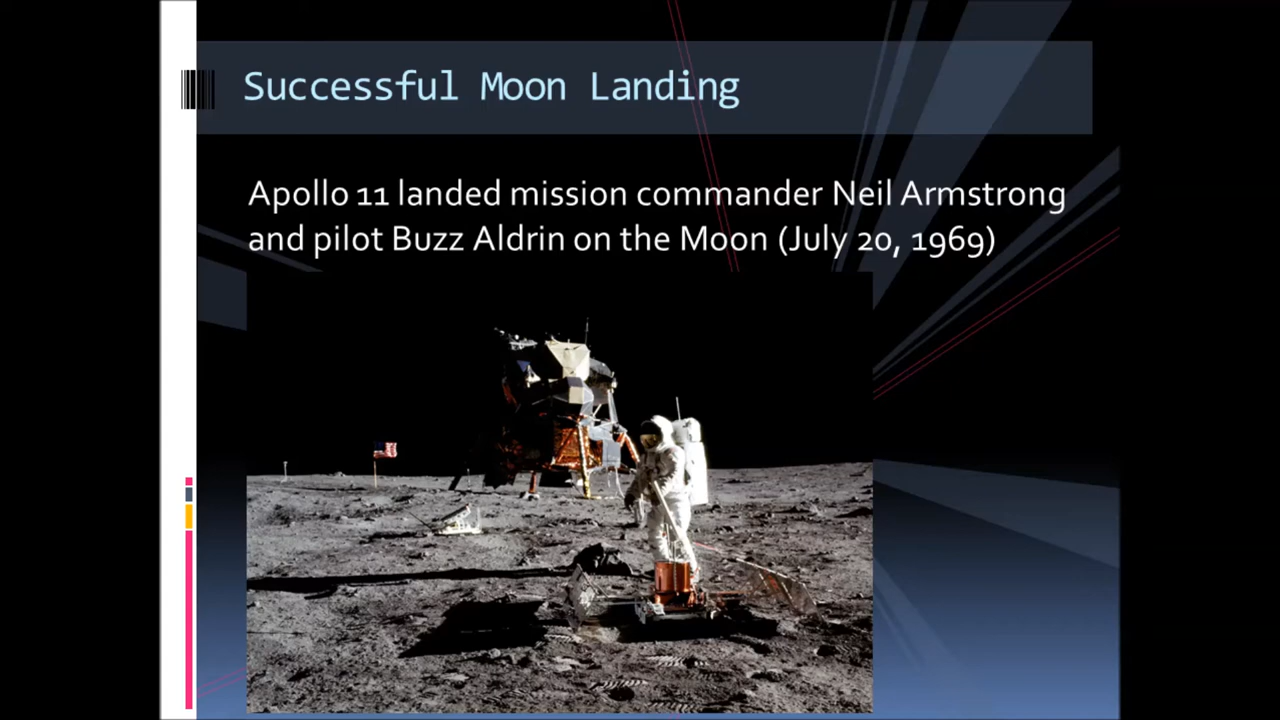 Successful Moon Landing
Apollo 11 landed mission commander Neil Armstrong
and pilot Buzz Aldrin on the Moon (July 20, 1969)